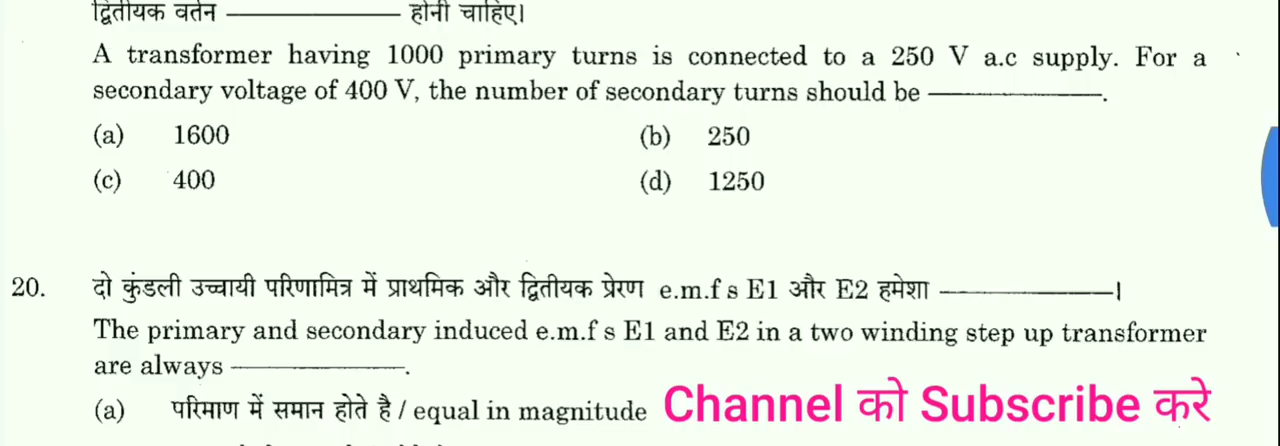 द्वितीयक वर्तन ———————— होनी चाहिए।
A transformer having 1000 primary turns is connected to a 250 V a.c supply. For a
secondary voltage of 400 V, the number of secondary turns should be ————————.
(a) 1600 (b) 250
(c) 400 (d) 1250
20. दो कुंडली उच्चायी परिणामित्र में प्राथमिक और द्वितीयक प्रेरण e.m.f s E1 और E2 हमेशा ————————।
The primary and secondary induced e.m.f s E1 and E2 in a two winding step up transformer
are always ————————.
(a) परिमाण में समान होते है / equal in magnitude Channel को Subscribe करे